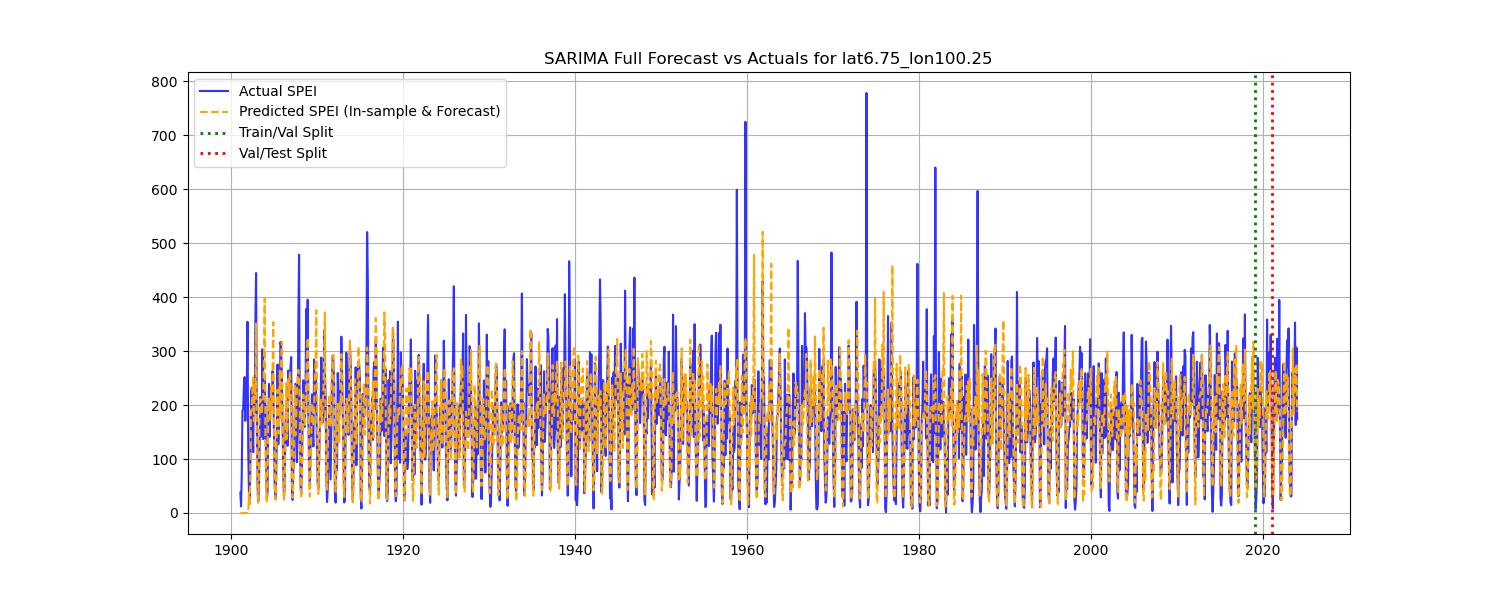 SARIMA Full Forecast vs Actuals for lat6.75_lon100.25
800
700
600
500
400
300
200
100
0
Actual SPEI
Predicted SPEI (In-sample & Forecast)
Train/Val Split
Val/Test Split
1900 1920 1940 1960 1980 2000 2020